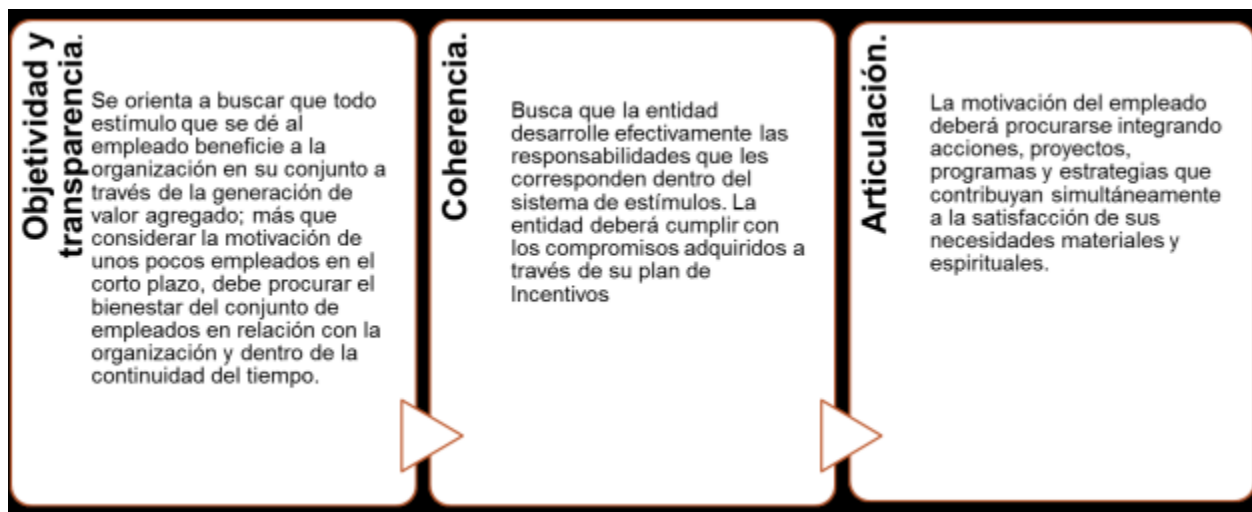 Objetividad y
transparencia.
Se orienta a buscar que todo
estímulo que se dé al
empleado beneficie a la
organización en su conjunto a
través de la generación de
valor agregado; más que
considerar la motivación de
unos pocos empleados en el
corto plazo, debe procurar el
bienestar del conjunto de
empleados en relación con la
organización y dentro de la
continuidad del tiempo.
Coherencia.
Busca que la entidad
desarrolle efectivamente las
responsabilidades que les
corresponden dentro del
sistema de estímulos. La
entidad deberá cumplir con
los compromisos adquiridos a
través de su plan de
Incentivos
Articulación.
La motivación del empleado
deberá procurarse integrando
acciones, proyectos,
programas y estrategias que
contribuyan simultáneamente
a la satisfacción de sus
necesidades materiales y
espirituales.